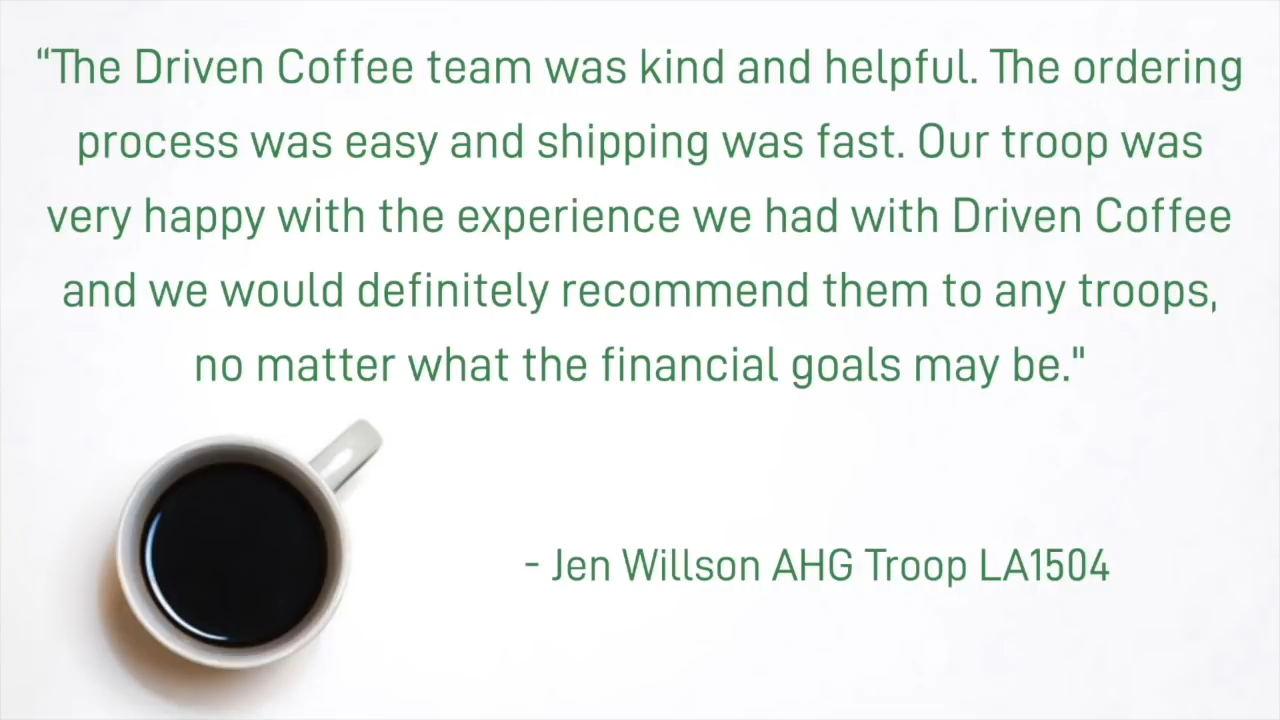 “The Driven Coffee team was kind and helpful. The ordering
process was easy and shipping was fast. Our troop was
very happy with the experience we had with Driven Coffee
and we would definitely recommend them to any troops,
no matter what the financial goals may be."
- Jen Willson AHG Troop LA1504